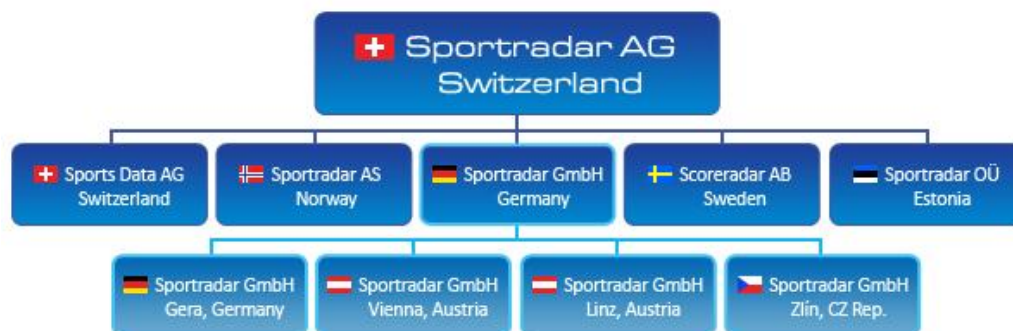 Sportradar AG
Switzerland
Sports Data AG
Switzerland
Sportradar AS
Norway
Sportradar GmbH
Germany
Scoreradar AB
Sweden
Sportradar OÜ
Estonia
Sportradar GmbH
Gera, Germany
Sportradar GmbH
Vienna, Austria
Sportradar GmbH
Linz, Austria
Sportradar GmbH
Zlín, CZ Rep.